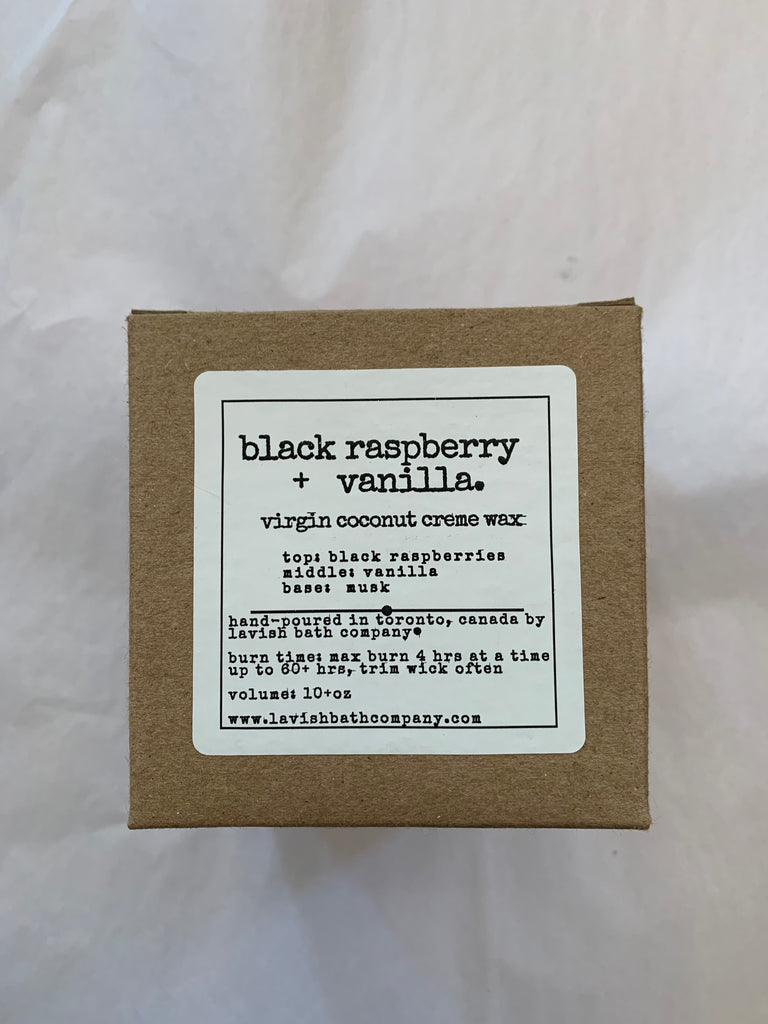 black raspberry
+ vanilla.
virgin coconut creme wax
top: black raspberries
middle: vanilla
base: musk
hand-poured in toronto, canada by
lavish bath company.
burn time: max burn 4 hrs at a time
up to 60+ hrs, trim wick often
volume: 10+oz
www.lavishbathcompany.com